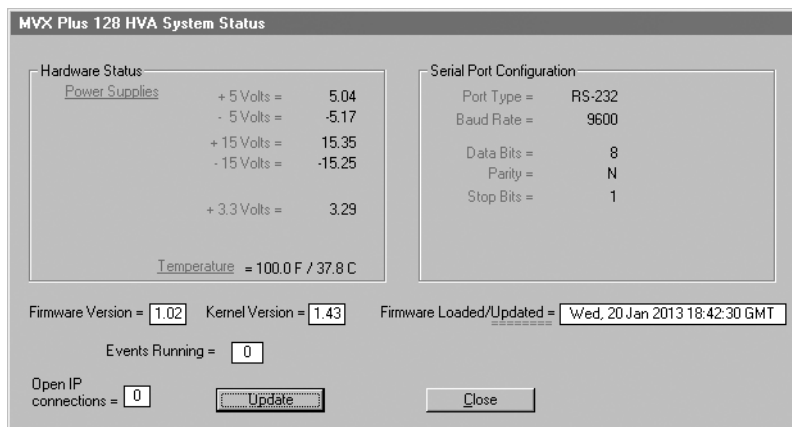 MVX Plus 128 HVA System Status
Hardware Status
Power Supplies
+ 5 Volts = 5.04
- 5 Volts = -5.17
+ 15 Volts = 15.35
- 15 Volts = -15.25
+ 3.3 Volts = 3.29
Temperature = 100.0 F / 37.8 C
Serial Port Configuration
Port Type = RS-232
Baud Rate = 9600
Data Bits = 8
Parity = N
Stop Bits = 1
Firmware Version = 1.02 Kernel Version = 1.43 Firmware Loaded/Updated = Wed, 20 Jan 2013 18:42:30 GMT
Events Running = 0
Open IP
connections = 0
Update
Close